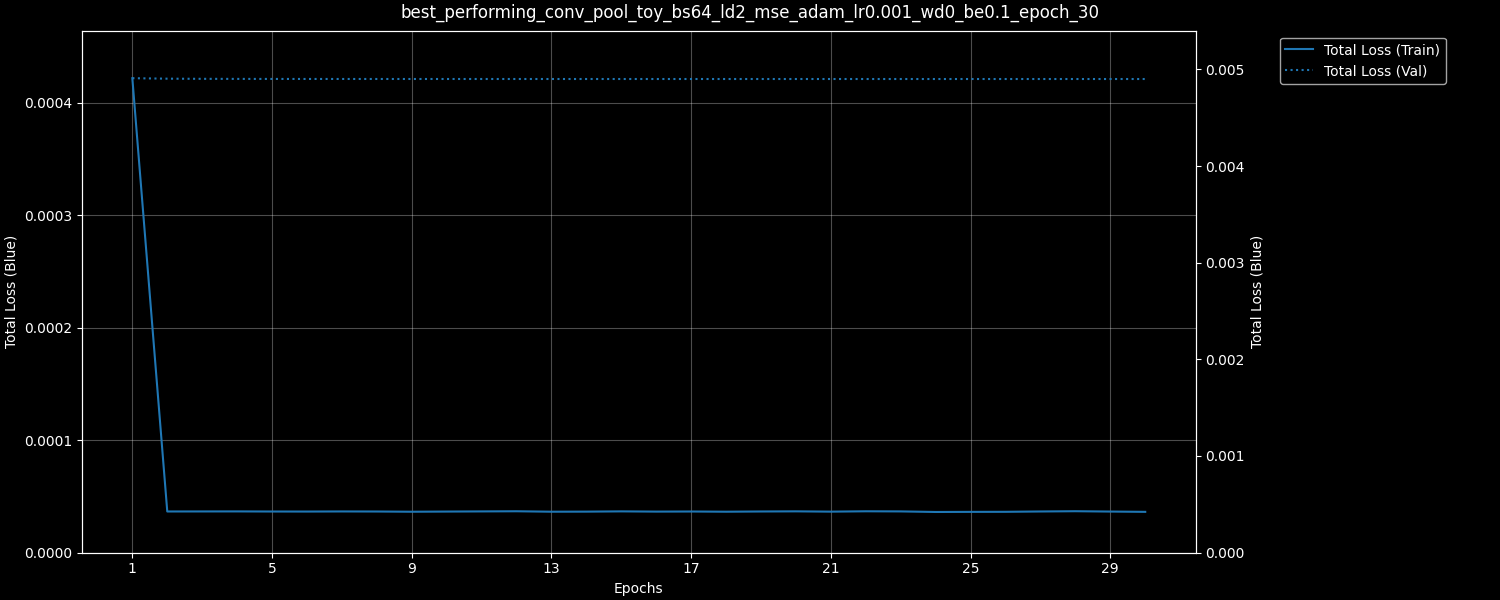 best_performing_conv_pool_toy_bs64_ld2_mse_adam_lr0.001_wd0_be0.1_epoch_30
Total Loss (Train)
Total Loss (Val)
Total Loss (Blue)
0.0004
0.0003
0.0002
0.0001
0.0000
0.005
0.004
0.003
0.002
0.001
0.000
Total Loss (Blue)
1 5 9 13 17 21 25 29
Epochs